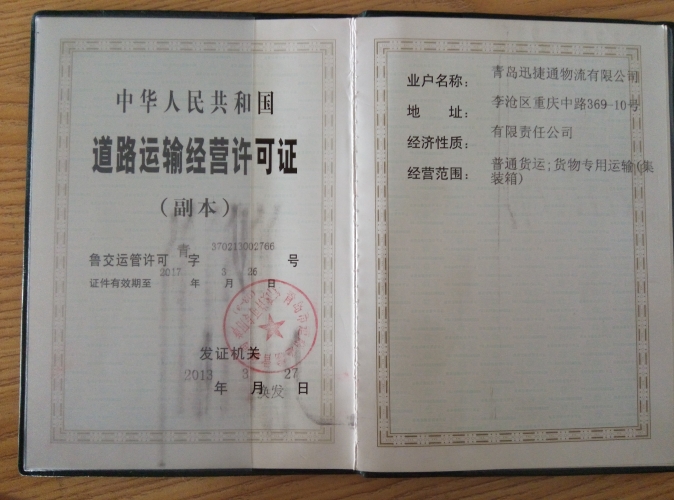 中华人民共和国
道路运输经营许可证
(副本)
鲁交运管许可 青 字 370213002766 号
证件有效期至 2017 年 3 月 26 日
发证机关
2013 年 3 月 27 日
换发
业户名称: 青岛迅捷通物流有限公司
地 址: 李沧区重庆中路369-10号
经济性质: 有限责任公司
经营范围: 普通货运;货物专用运输(集
装箱)